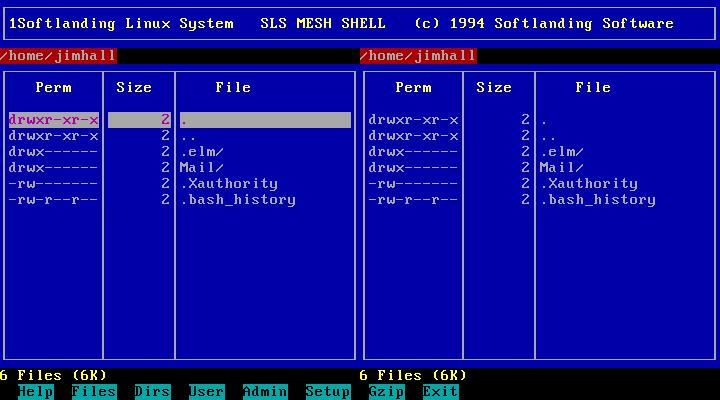 1Softlanding Linux System   SLS MESH SHELL   (c) 1994 Softlanding Software
/home/jimhall   /home/jimhall
Perm   Size   File   Perm   Size   File
drwxr-xr-x   2   .   drwxr-xr-x   2   .
drwxr-xr-x   2   ..   drwxr-xr-x   2   ..
drwx------   2   .elm/   drwx------   2   .elm/
drwx------   2   Mail/   drwx------   2   Mail/
-rw-------   2   .Xauthority   -rw-------   2   .Xauthority
-rw-r--r--   2   .bash_history   -rw-r--r--   2   .bash_history
6 Files (6K)   6 Files (6K)
Help   Files   Dirs   User   Admin   Setup   Gzip   Exit